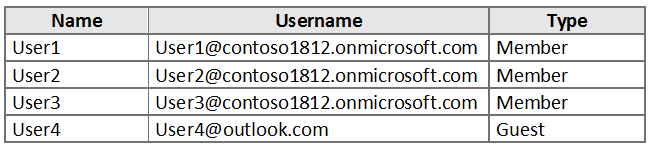 Name Username Type
User1 User1@contoso1812.onmicrosoft.com Member
User2 User2@contoso1812.onmicrosoft.com Member
User3 User3@contoso1812.onmicrosoft.com Member
User4 User4@outlook.com Guest